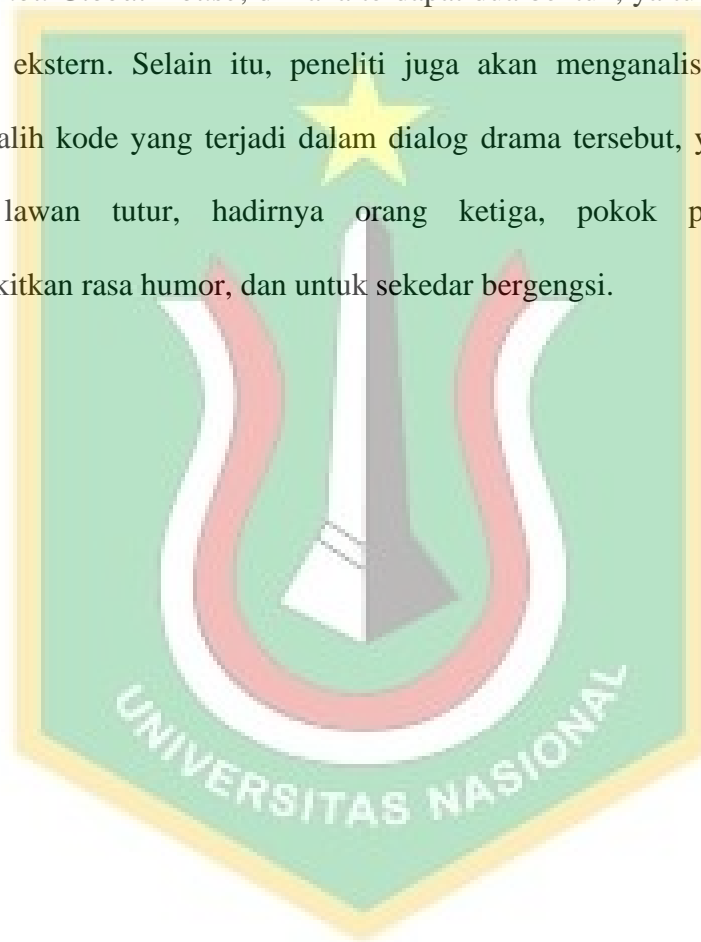 ekstern. Selain itu, peneliti juga akan menganalis
alih kode yang terjadi dalam dialog drama tersebut, y
lawan tutur, hadirnya orang ketiga, pokok p
kitkan rasa humor, dan untuk sekedar bergengsi.
UNIVERSITAS NASIONAL